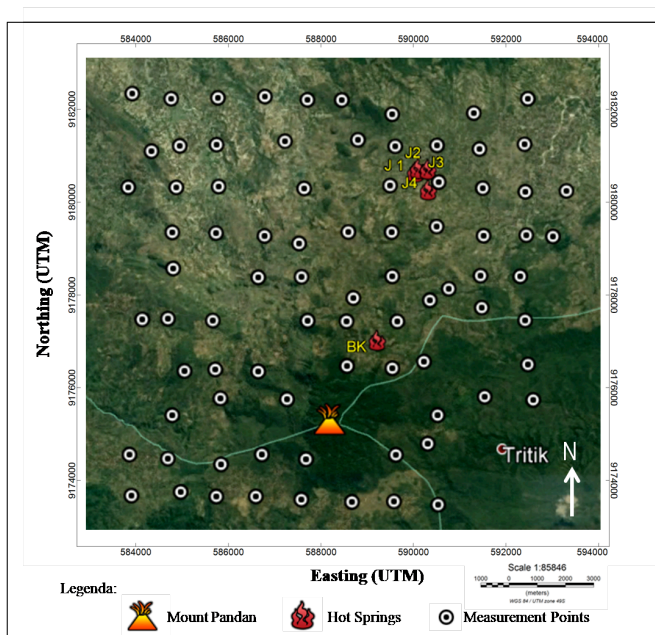 584000 586000 588000 590000 592000 594000
9182000 9182000
J2
J 1 J3
J4
9180000 9180000
9178000 9178000
BK
9176000 9176000
Tritik
N
9174000 9174000
Northing (UTM)
584000 586000 588000 590000 592000 594000
Easting (UTM)
Scale 1:85846
1000 0 1000 2000 3000
(meters)
WGS 84 / UTM zone 49S
Legenda:
Mount Pandan Hot Springs Measurement Points